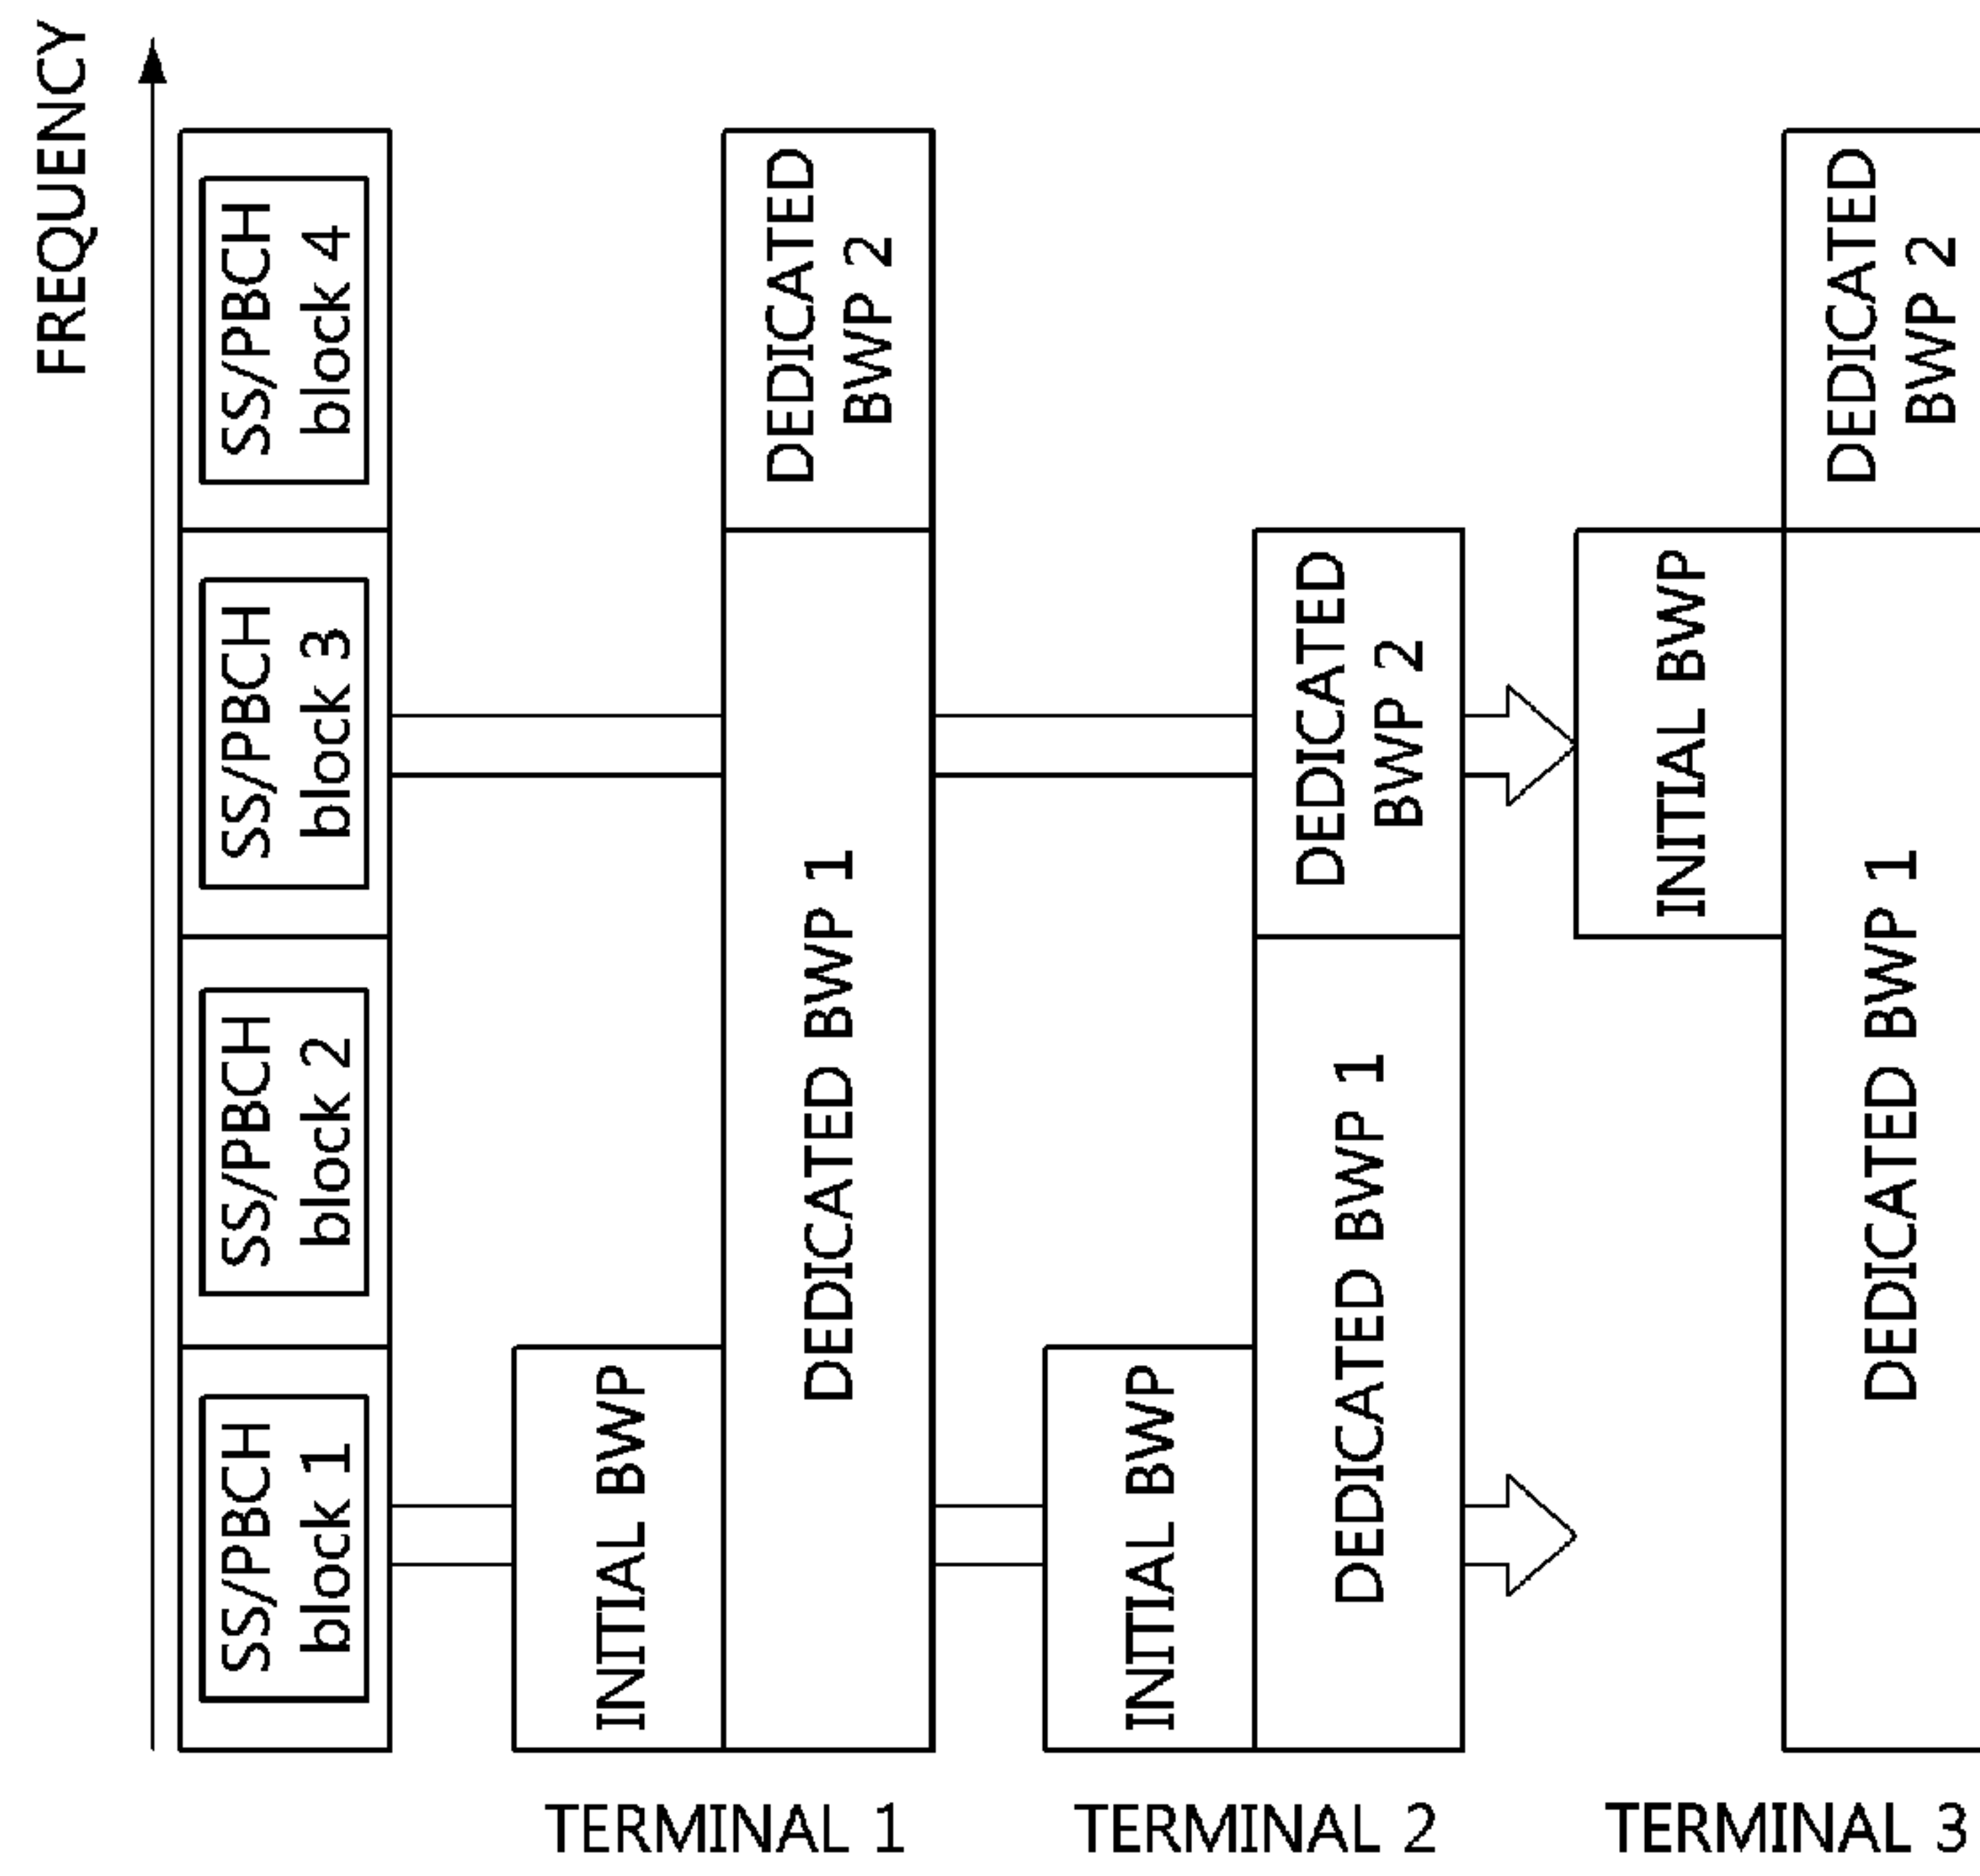 FREQUENCY
SS/PBCH
block 4
SS/PBCH
block 3
SS/PBCH
block 2
SS/PBCH
block 1
INITIAL BWP
DEDICATED
BWP 2
DEDICATED BWP 1
TERMINAL 1
INITIAL BWP
DEDICATED
BWP 2
DEDICATED BWP 1
TERMINAL 2
INITIAL BWP
DEDICATED
BWP 2
DEDICATED BWP 1
TERMINAL 3